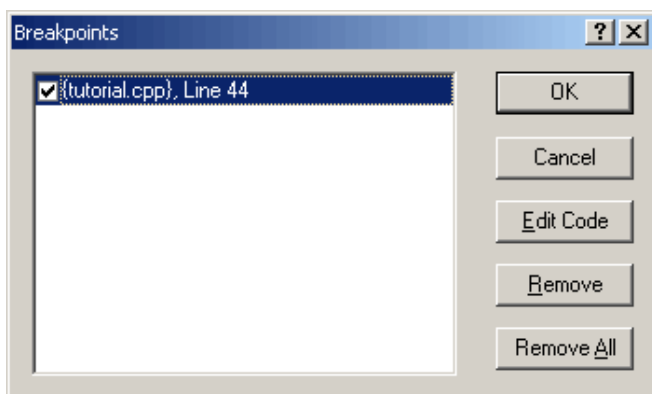 Breakpoints
{tutorial.cpp}, Line 44
OK
Cancel
Edit Code
Remove
Remove All